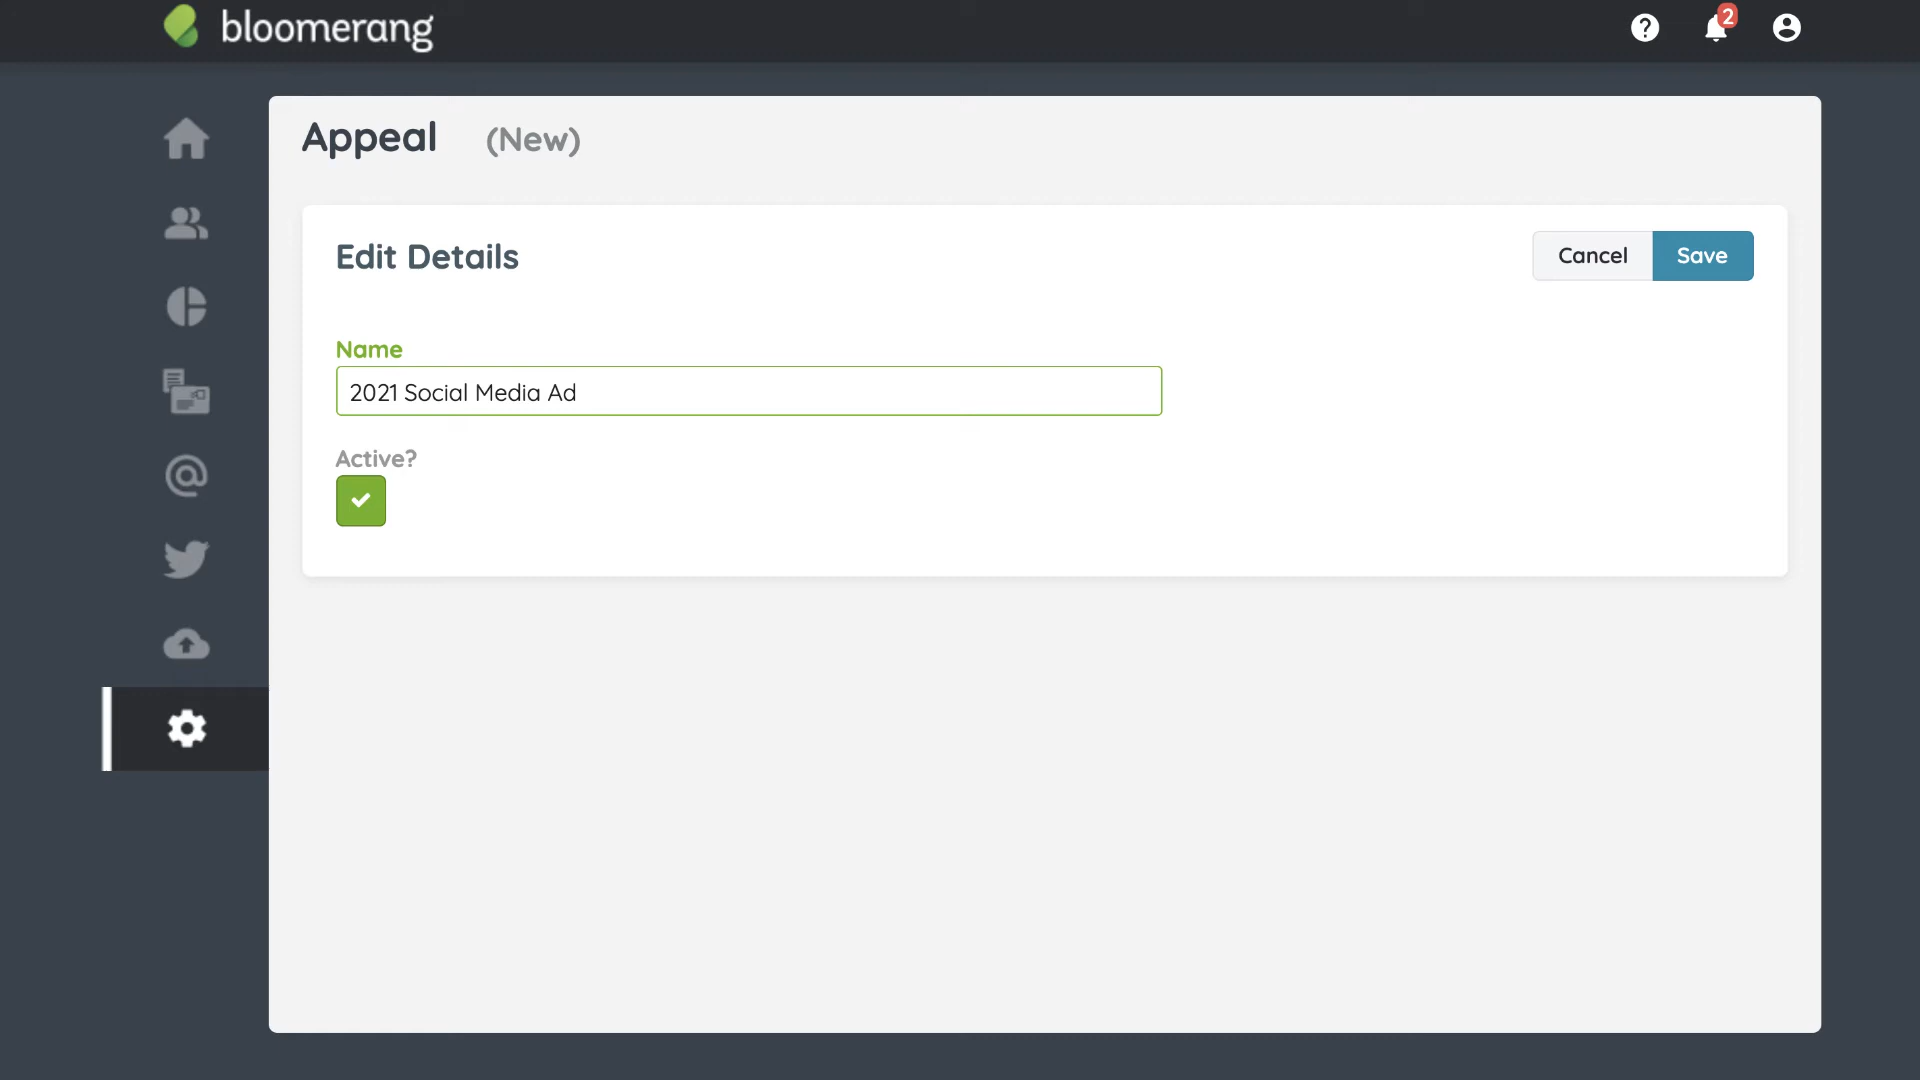 bloomerang
2
Appeal (New)
Edit Details
Cancel Save
Name
2021 Social Media Ad
Active?